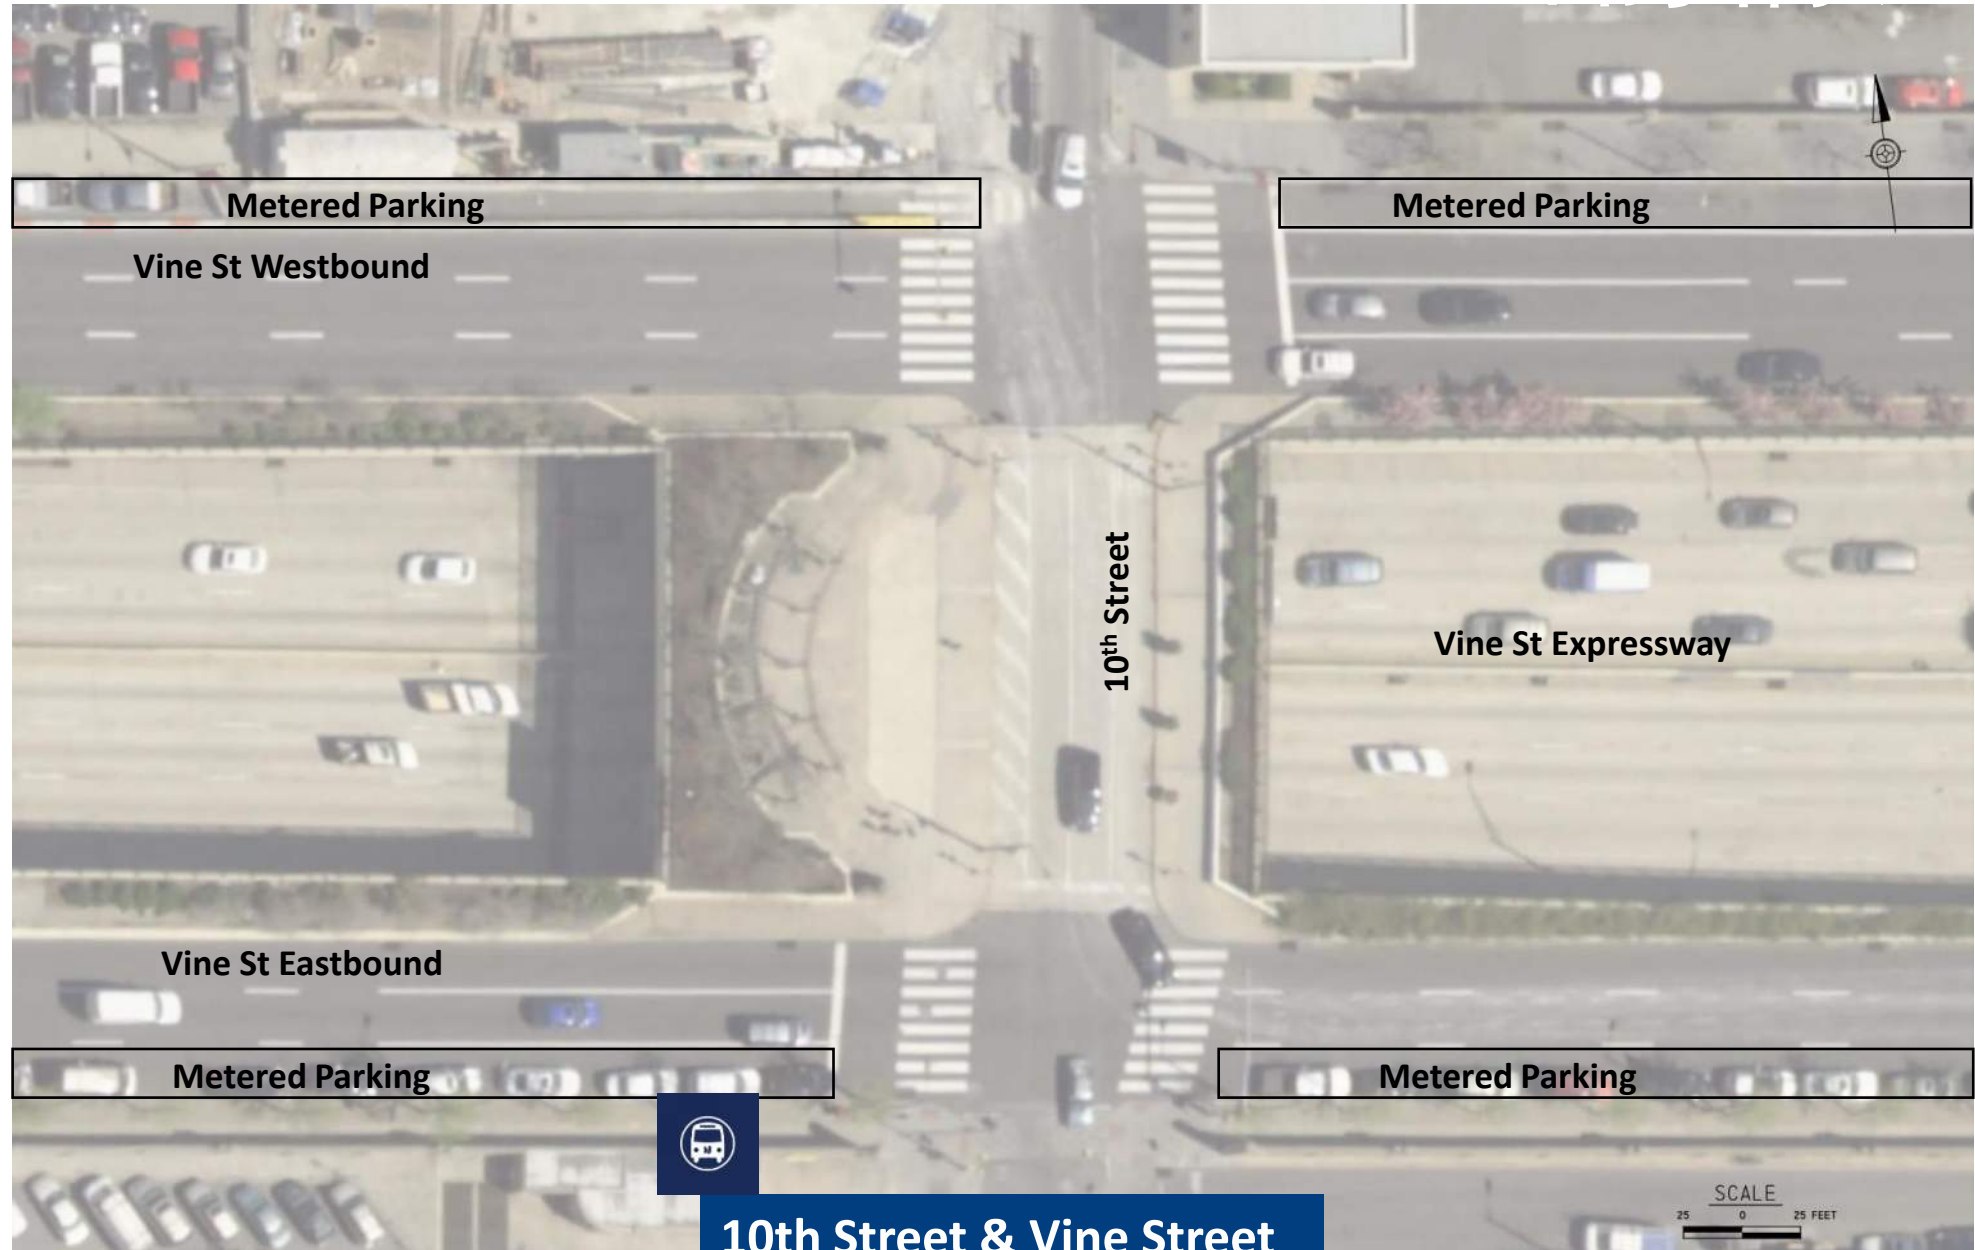 Metered Parking
Metered Parking
Vine St Westbound
10th Street
Vine St Expressway
Vine St Eastbound
Metered Parking
Metered Parking
SCALE
25 0 25 FEET
10th Street & Vine Street